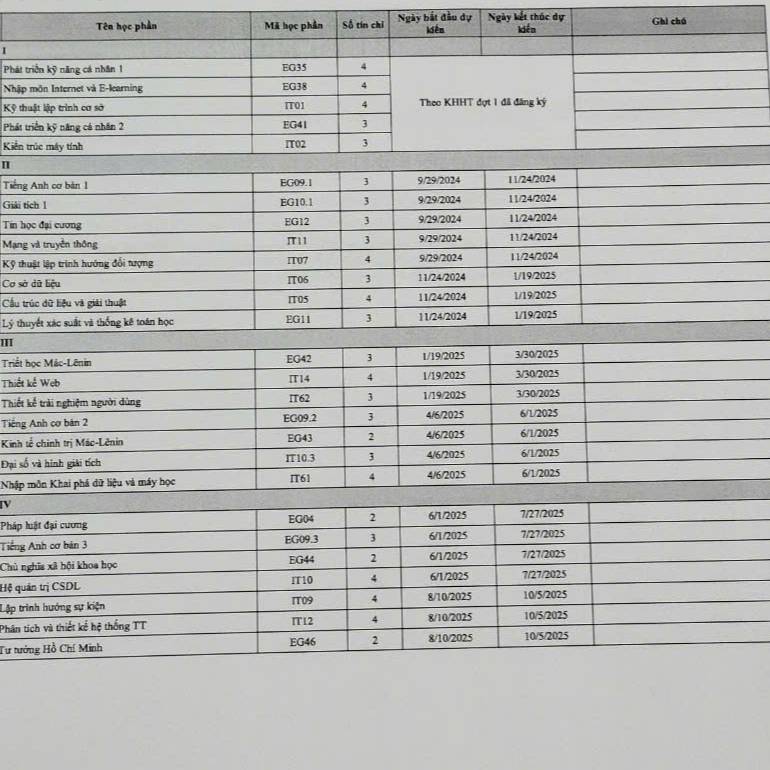 Tên học phần Mã học phần Số tín chỉ Ngày bắt đầu dự kiến Ngày kết thúc dự kiến Ghi chú
I
Phát triển kỹ năng cá nhân 1 EG35 4
Nhập môn Internet và E-learning EG38 4
Kỹ thuật lập trình cơ sở IT01 4 Theo KHHT đợt 1 đã đăng ký
Phát triển kỹ năng cá nhân 2 EG41 3
Kiến trúc máy tính IT02 3
II
Tiếng Anh cơ bản 1 EG09.1 3 9/29/2024 11/24/2024
Giải tích 1 EG10.1 3 9/29/2024 11/24/2024
Tin học đại cương EG12 3 9/29/2024 11/24/2024
Mạng và truyền thông IT11 3 9/29/2024 11/24/2024
Kỹ thuật lập trình hướng đối tượng IT07 4 9/29/2024 11/24/2024
Cơ sở dữ liệu IT06 3 11/24/2024 1/19/2025
Cấu trúc dữ liệu và giải thuật IT05 4 11/24/2024 1/19/2025
Lý thuyết xác suất và thống kê toán học EG11 3 11/24/2024 1/19/2025
III
Triết học Mác-Lênin EG42 3 1/19/2025 3/30/2025
Thiết kế Web IT14 4 1/19/2025 3/30/2025
Thiết kế trải nghiệm người dùng IT62 3 1/19/2025 3/30/2025
Tiếng Anh cơ bản 2 EG09.2 3 4/6/2025 6/1/2025
Kinh tế chính trị Mác-Lênin EG43 2 4/6/2025 6/1/2025
Đại số và hình giải tích IT10.3 3 4/6/2025 6/1/2025
Nhập môn Khai phá dữ liệu và máy học IT61 4 4/6/2025 6/1/2025
IV
Pháp luật đại cương EG04 2 6/1/2025 7/27/2025
Tiếng Anh cơ bản 3 EG09.3 3 6/1/2025 7/27/2025
Chủ nghĩa xã hội khoa học EG44 2 6/1/2025 7/27/2025
Hệ quản trị CSDL IT10 4 6/1/2025 7/27/2025
Lập trình hướng sự kiện IT09 4 8/10/2025 10/5/2025
Phân tích và thiết kế hệ thống TT IT12 4 8/10/2025 10/5/2025
Tư tưởng Hồ Chí Minh EG46 2 8/10/2025 10/5/2025